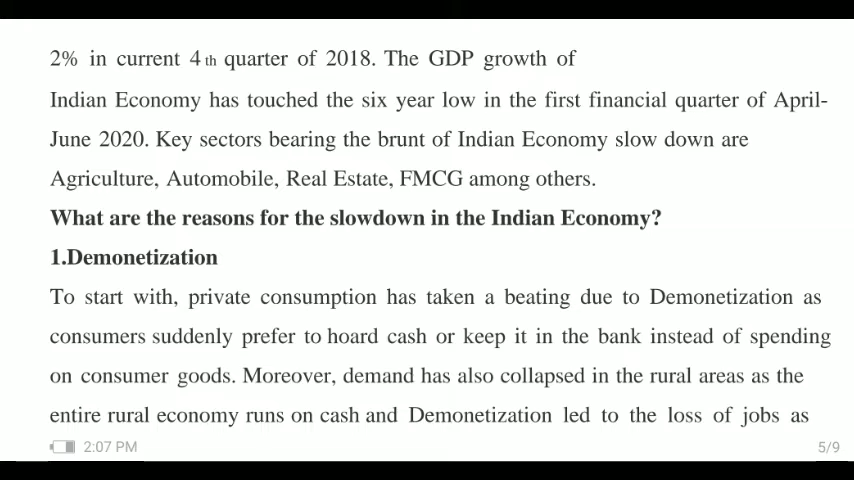 2% in current 4 th quarter of 2018. The GDP growth of
Indian Economy has touched the six year low in the first financial quarter of April-
June 2020. Key sectors bearing the brunt of Indian Economy slow down are
Agriculture, Automobile, Real Estate, FMCG among others.
What are the reasons for the slowdown in the Indian Economy?
1.Demonetization
To start with, private consumption has taken a beating due to Demonetization as
consumers suddenly prefer to hoard cash or keep it in the bank instead of spending
on consumer goods. Moreover, demand has also collapsed in the rural areas as the
entire rural economy runs on cash and Demonetization led to the loss of jobs as
2:07 PM 5/9